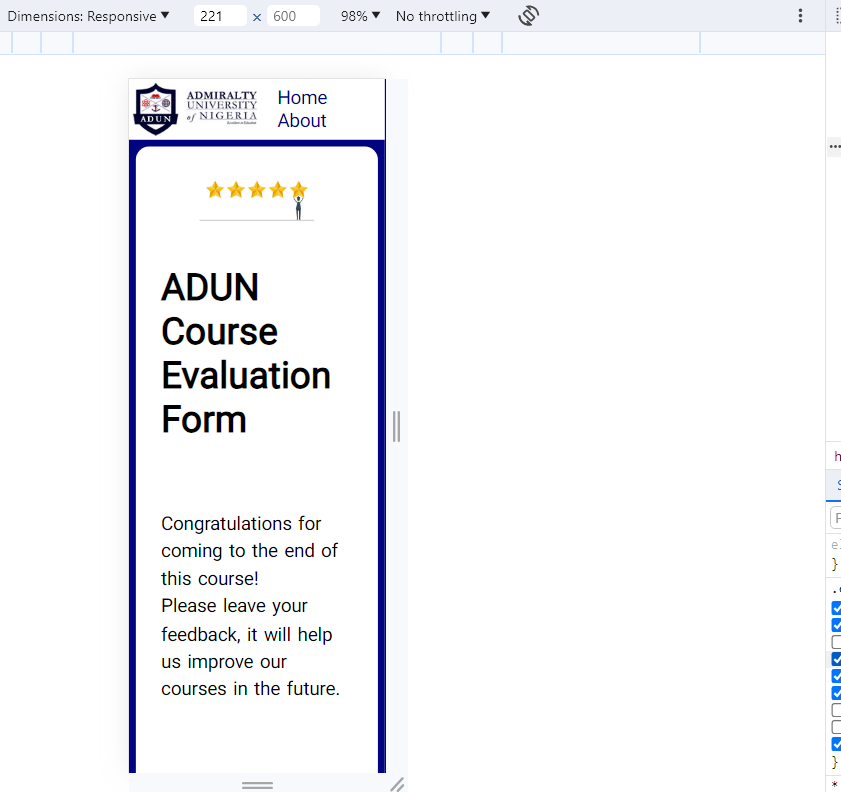 Dimensions: Responsive ▼ 221 × 600 98% ▼ No throttling ▼
ADMIRALTY
UNIVERSITY
of NIGERIA
ADUN
Home
About
ADUN
Course
Evaluation
Form
Congratulations for
coming to the end of
this course!
Please leave your
feedback, it will help
us improve our
courses in the future.
h
S
F
e
}
}
*